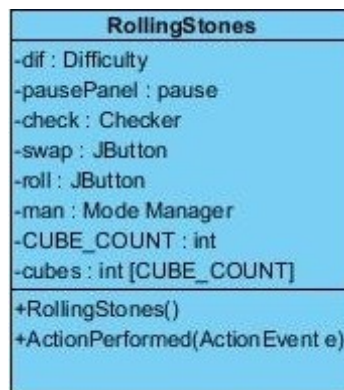 RollingStones
-dif : Difficulty
-pausePanel : pause
-check : Checker
-swap : JButton
-roll : JButton
-man : Mode Manager
-CUBE_COUNT : int
-cubes : int [CUBE_COUNT]
+RollingStones()
+ActionPerformed(ActionEvent e)